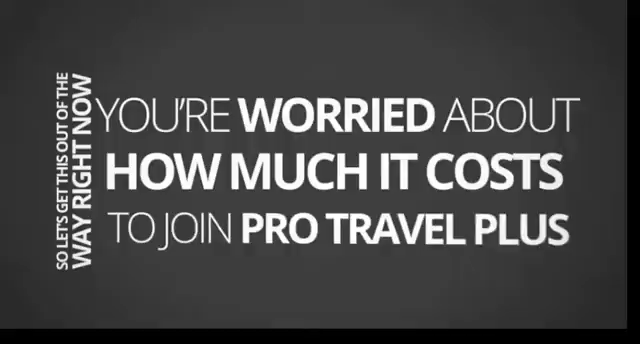 SO LET'S GET THIS OUT OF THE
WAY RIGHT NOW
YOU'RE WORRIED ABOUT
HOW MUCH IT COSTS
TO JOIN PRO TRAVEL PLUS